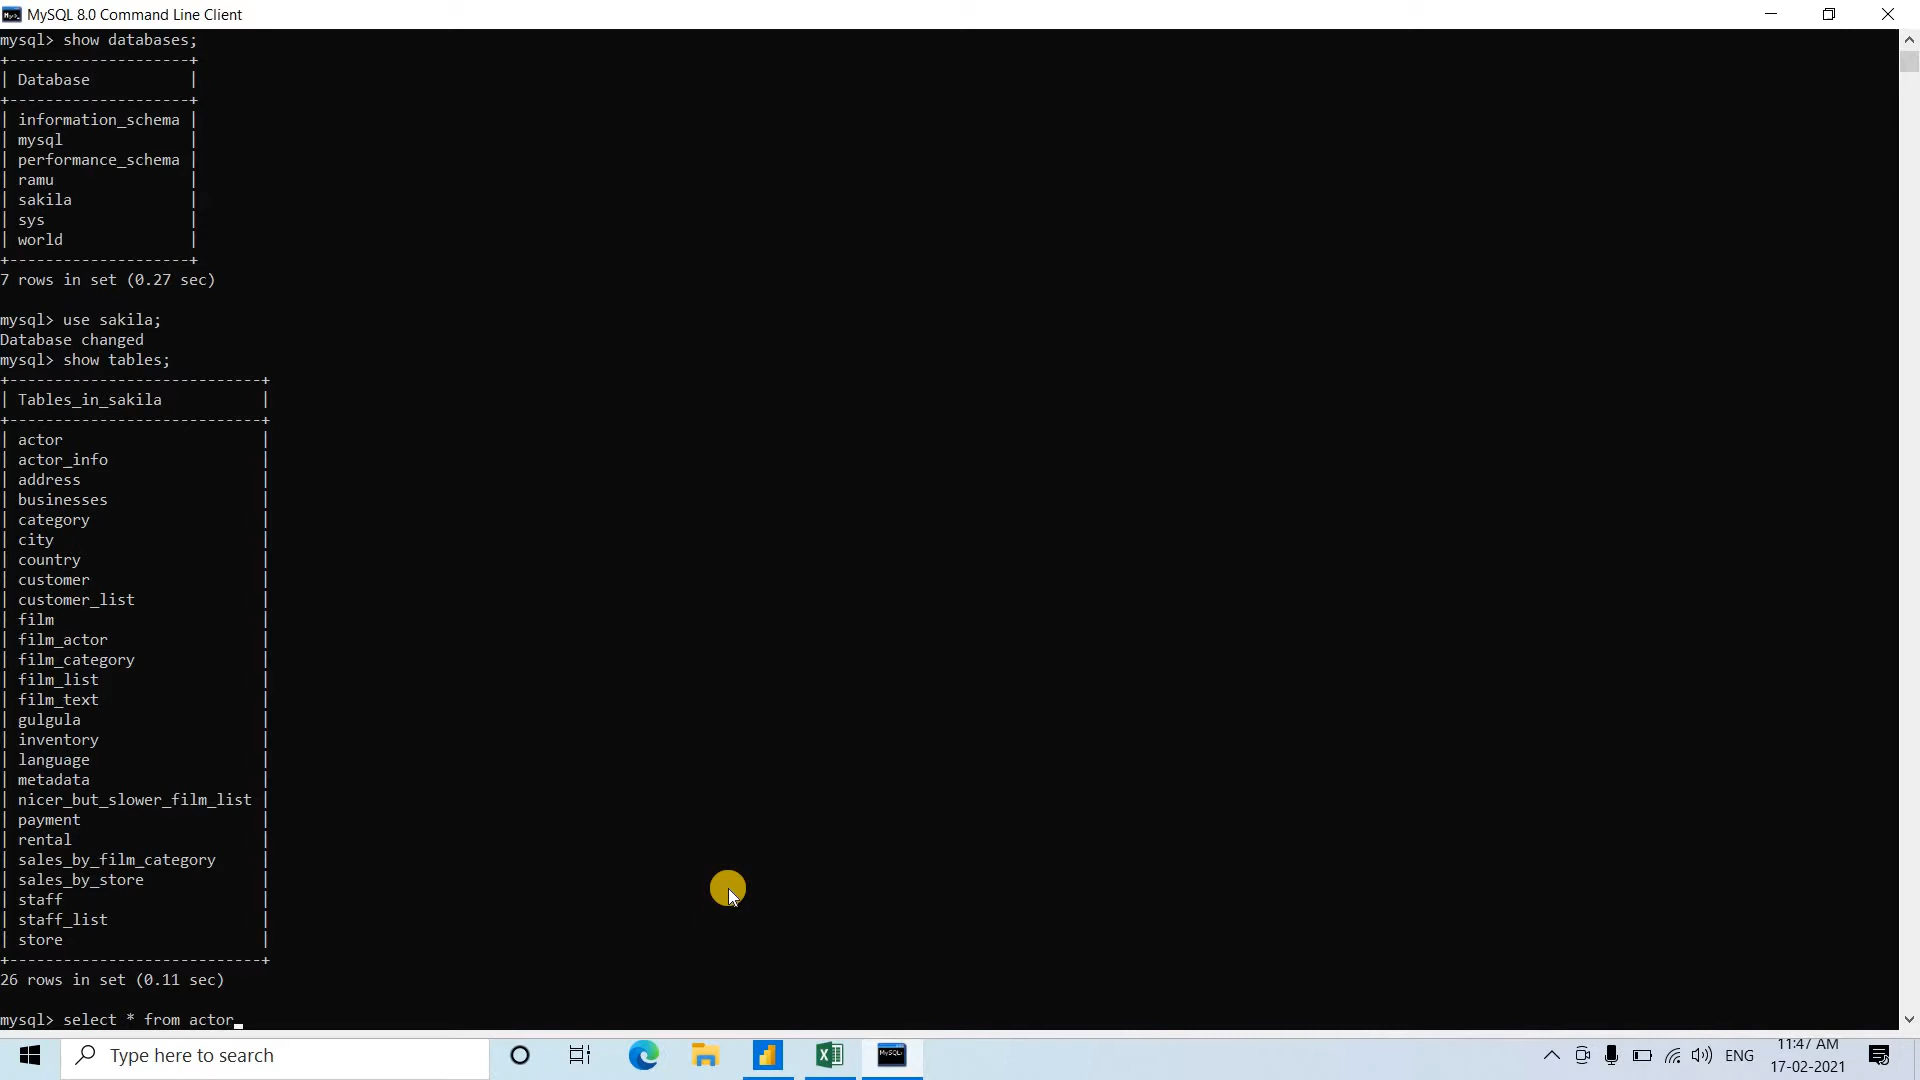 MySQL 8.0 Command Line Client
mysql> show databases;
+--------------------+
| Database           |
+--------------------+
| information_schema |
| mysql              |
| performance_schema |
| ramu               |
| sakila             |
| sys                |
| world              |
+--------------------+
7 rows in set (0.27 sec)
mysql> use sakila;
Database changed
mysql> show tables;
+----------------------------+
| Tables_in_sakila           |
+----------------------------+
| actor                      |
| actor_info                 |
| address                    |
| businesses                 |
| category                   |
| city                       |
| country                    |
| customer                   |
| customer_list              |
| film                       |
| film_actor                 |
| film_category              |
| film_list                  |
| film_text                  |
| gulgula                    |
| inventory                  |
| language                   |
| metadata                   |
| nicer_but_slower_film_list |
| payment                    |
| rental                     |
| sales_by_film_category     |
| sales_by_store             |
| staff                      |
| staff_list                 |
| store                      |
+----------------------------+
26 rows in set (0.11 sec)
mysql> select * from actor_
Type here to search
ENG
11:47 AM
17-02-2021